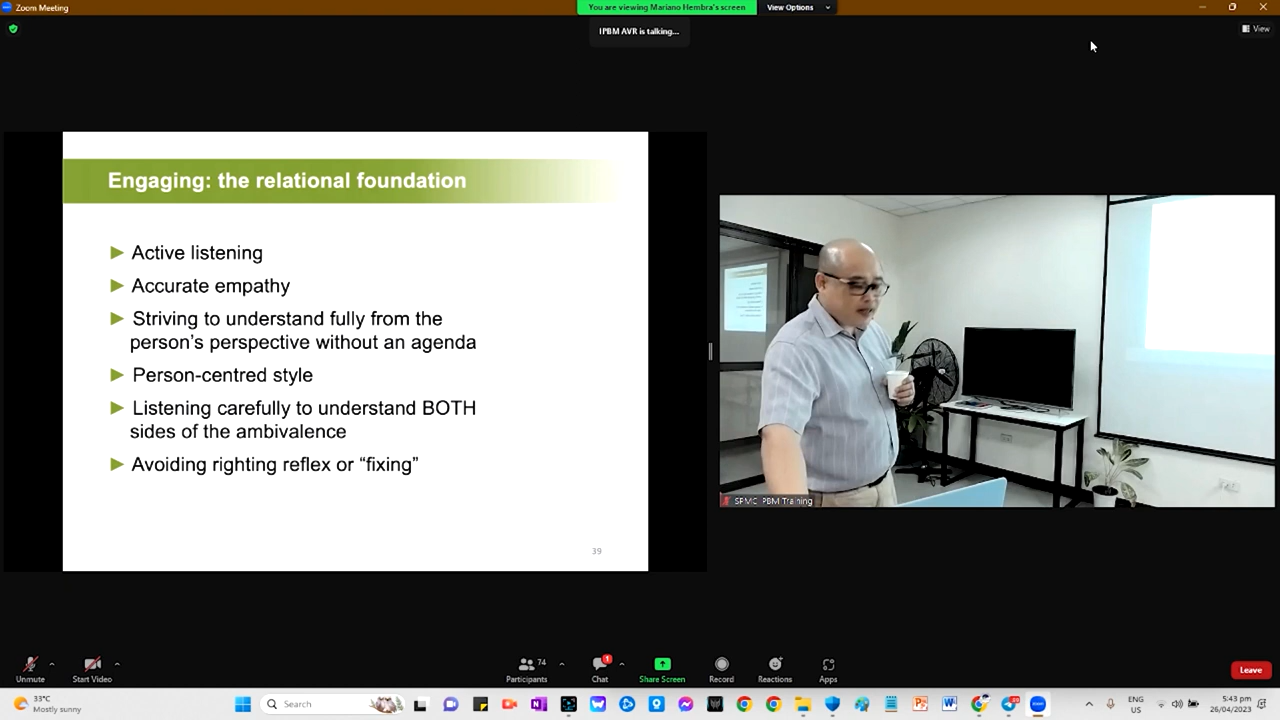 Zoom Meeting
You are viewing Mariano Hembra's screen
View Options
IPBM AVR is talking...
View
Engaging: the relational foundation
Active listening
Accurate empathy
Striving to understand fully from the
person's perspective without an agenda
Person-centred style
Listening carefully to understand BOTH
sides of the ambivalence
Avoiding righting reflex or “fixing”
39
SPMC IPBM Training
Unmute
Start Video
74
Participants
1
Chat
Share Screen
Record
Reactions
Apps
Leave
33°C
Mostly sunny
Search
ENG
US
5:43 pm
26/04/2023